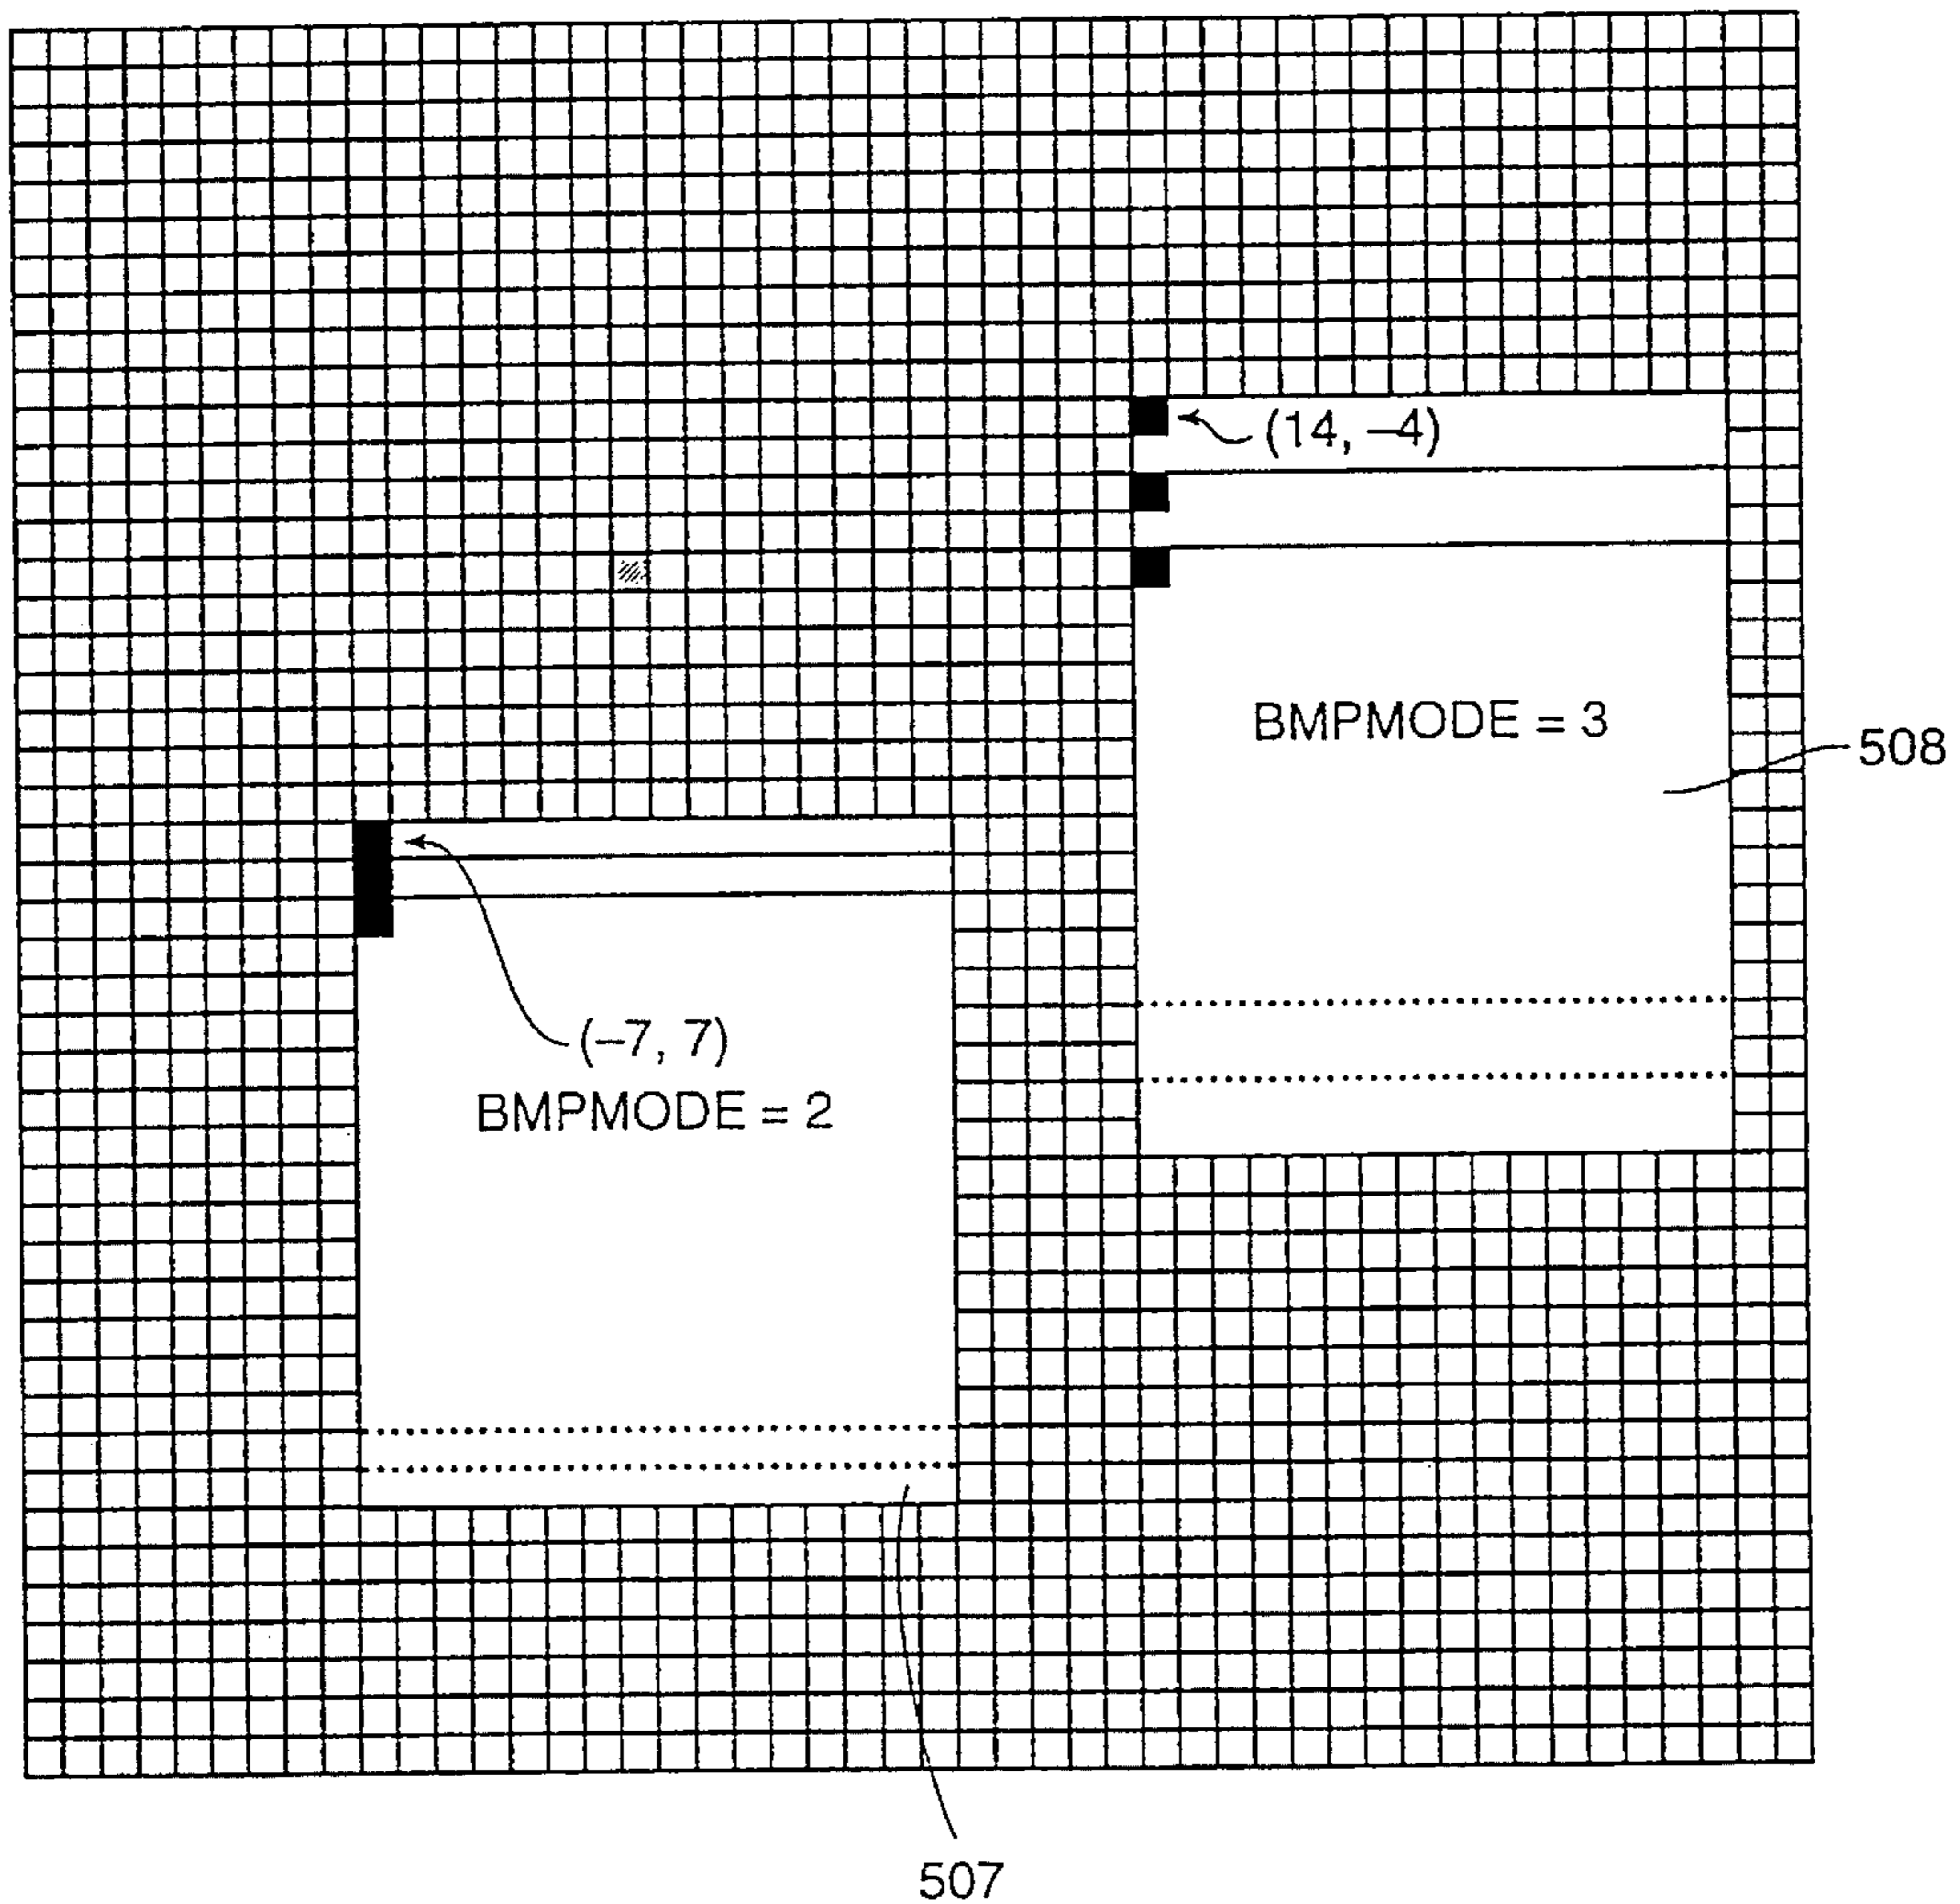 (14, –4)
BMPMODE = 3
508
(–7, 7)
BMPMODE = 2
507